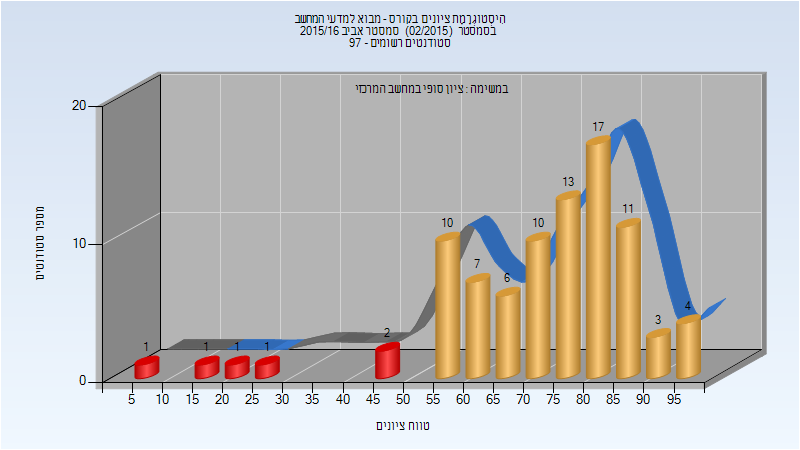 היסטוגרמת ציונים בקורס - מבוא למדעי המחשב
בסמסטר (02/2015) סמסטר אביב 2015/16
סטודנטים רשומים - 97
במשימה : ציון סופי במחשב המרכזי
מספר סטודנטים
20
10
0
1
1
1
1
2
10
7
6
10
13
17
11
3
4
5 10 15 20 25 30 35 40 45 50 55 60 65 70 75 80 85 90 95
טווח ציונים